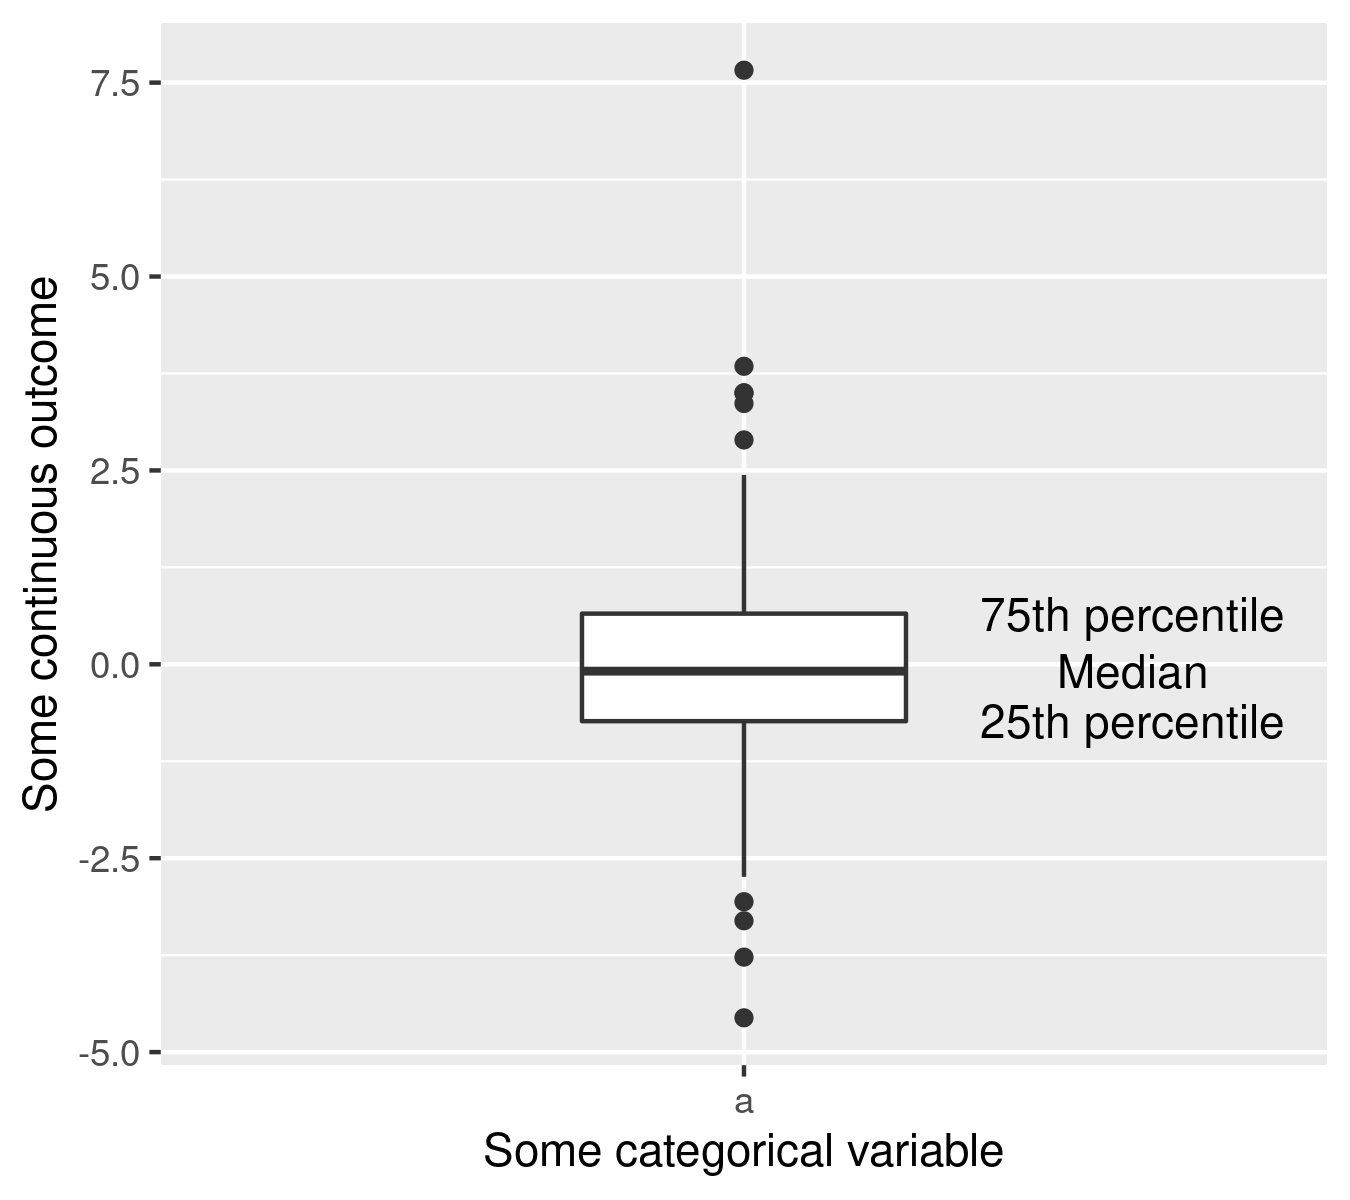 Some continuous outcome
7.5
5.0
2.5
0.0
-2.5
-5.0
75th percentile
Median
25th percentile
a
Some categorical variable